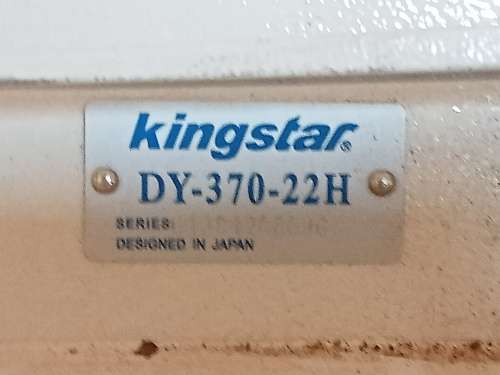 kingstar®
DY-370-22H
SERIES:
DESIGNED IN JAPAN